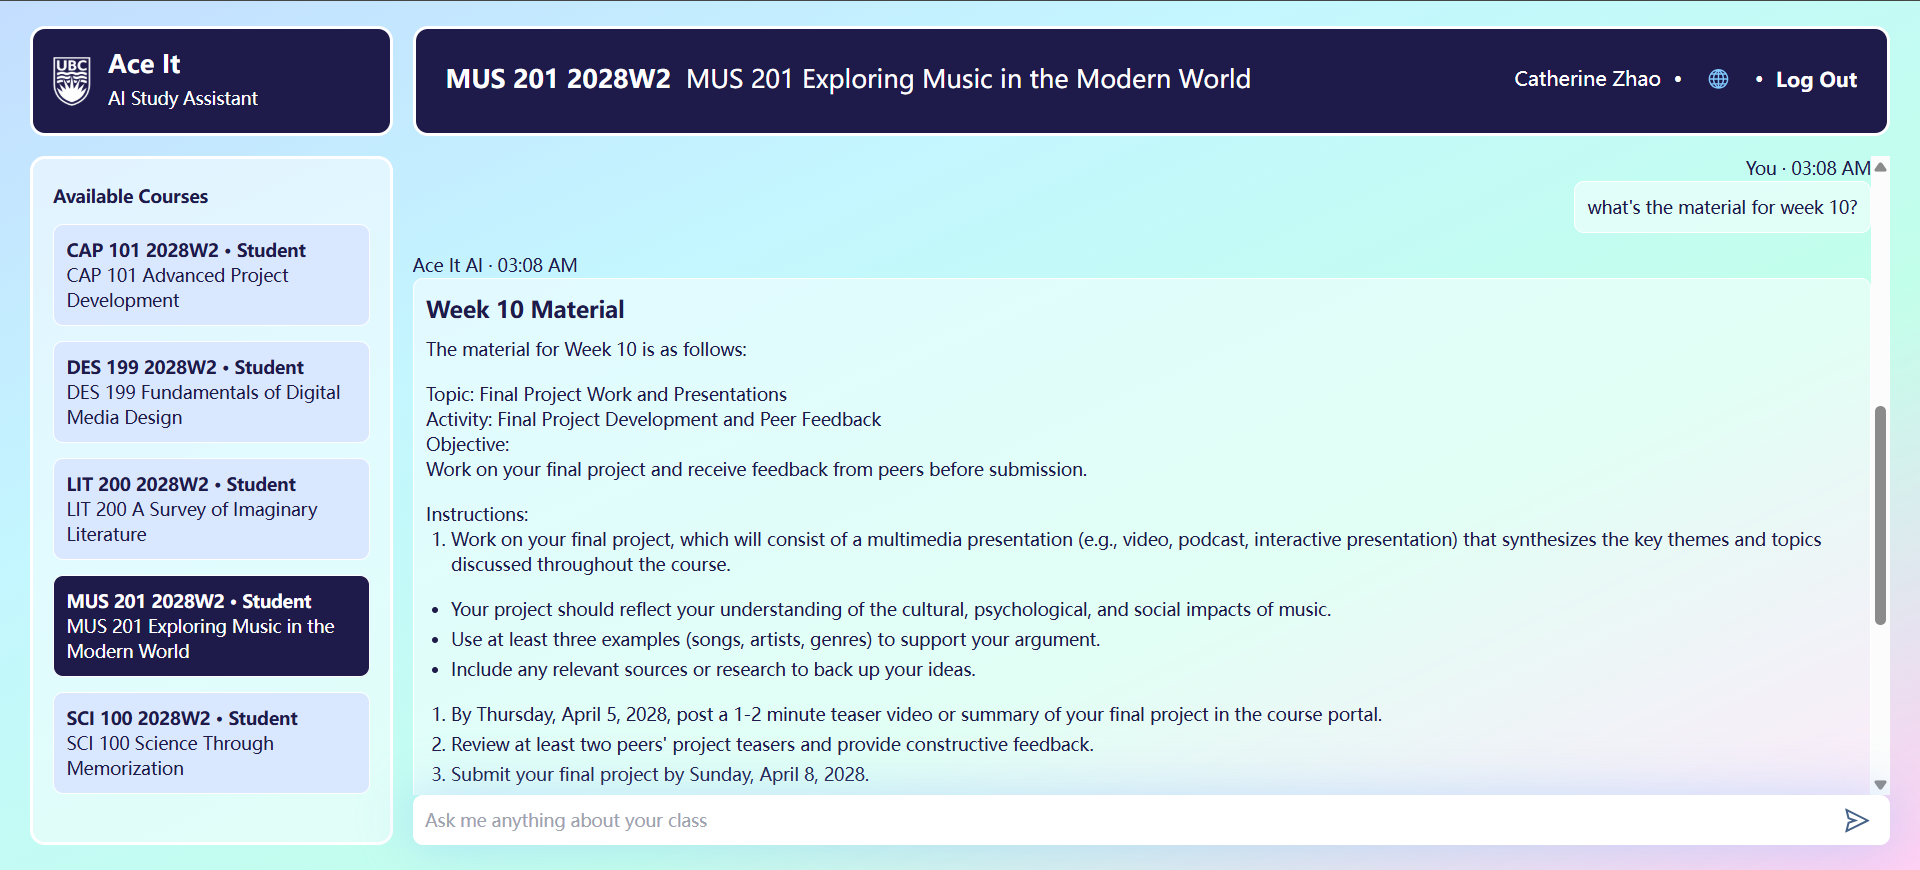 UBC
Ace It
AI Study Assistant
MUS 201 2028W2 MUS 201 Exploring Music in the Modern World
Catherine Zhao • • Log Out
Available Courses
CAP 101 2028W2 • Student
CAP 101 Advanced Project
Development
DES 199 2028W2 • Student
DES 199 Fundamentals of Digital
Media Design
LIT 200 2028W2 • Student
LIT 200 A Survey of Imaginary
Literature
MUS 201 2028W2 • Student
MUS 201 Exploring Music in the
Modern World
SCI 100 2028W2 • Student
SCI 100 Science Through
Memorization
You · 03:08 AM
what's the material for week 10?
Ace It AI · 03:08 AM
Week 10 Material
The material for Week 10 is as follows:
Topic: Final Project Work and Presentations
Activity: Final Project Development and Peer Feedback
Objective:
Work on your final project and receive feedback from peers before submission.
Instructions:
1. Work on your final project, which will consist of a multimedia presentation (e.g., video, podcast, interactive presentation) that synthesizes the key themes and topics
discussed throughout the course.
• Your project should reflect your understanding of the cultural, psychological, and social impacts of music.
• Use at least three examples (songs, artists, genres) to support your argument.
• Include any relevant sources or research to back up your ideas.
1. By Thursday, April 5, 2028, post a 1-2 minute teaser video or summary of your final project in the course portal.
2. Review at least two peers' project teasers and provide constructive feedback.
3. Submit your final project by Sunday, April 8, 2028.
Ask me anything about your class